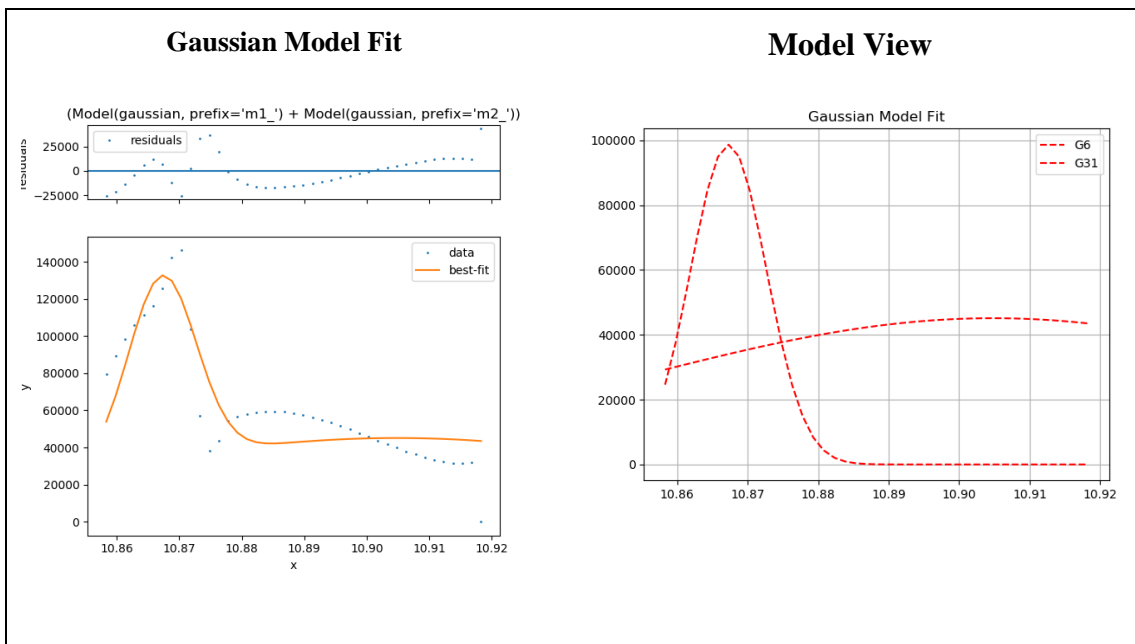 Gaussian Model Fit
(Model(gaussian, prefix='m1_') + Model(gaussian, prefix='m2_'))
residuals
25000
0
−25000
residuals
data
best-fit
140000
120000
100000
80000
60000
40000
20000
0
y
10.86 10.87 10.88 10.89 10.90 10.91 10.92
x
Model View
Gaussian Model Fit
G6
G31
100000
80000
60000
40000
20000
0
10.86 10.87 10.88 10.89 10.90 10.91 10.92